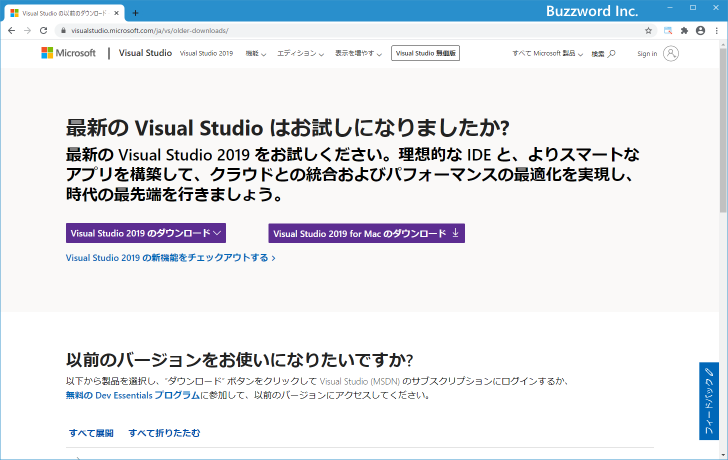 Buzzword Inc.
Visual Studio の以前のダウンロード
visualstudio.microsoft.com/ja/vs/older-downloads/
Microsoft Visual Studio Visual Studio 2019 機能 エディション 表示を増やす Visual Studio 無償版 すべて Microsoft 製品 検索 Sign in
最新の Visual Studio はお試しになりましたか?
最新の Visual Studio 2019 をお試しください。理想的な IDE と、よりスマートな
アプリを構築して、クラウドとの統合およびパフォーマンスの最適化を実現し、
時代の最先端を行きましょう。
Visual Studio 2019 のダウンロード Visual Studio 2019 for Mac のダウンロード
Visual Studio 2019 の新機能をチェックアウトする
以前のバージョンをお使いになりたいですか?
以下から製品を選択し、"ダウンロード" ボタンをクリックして Visual Studio (MSDN) のサブスクリプションにログインするか、
無料の Dev Essentials プログラムに参加して、以前のバージョンにアクセスしてください。
フィードバック
すべて展開 すべて折りたたむ